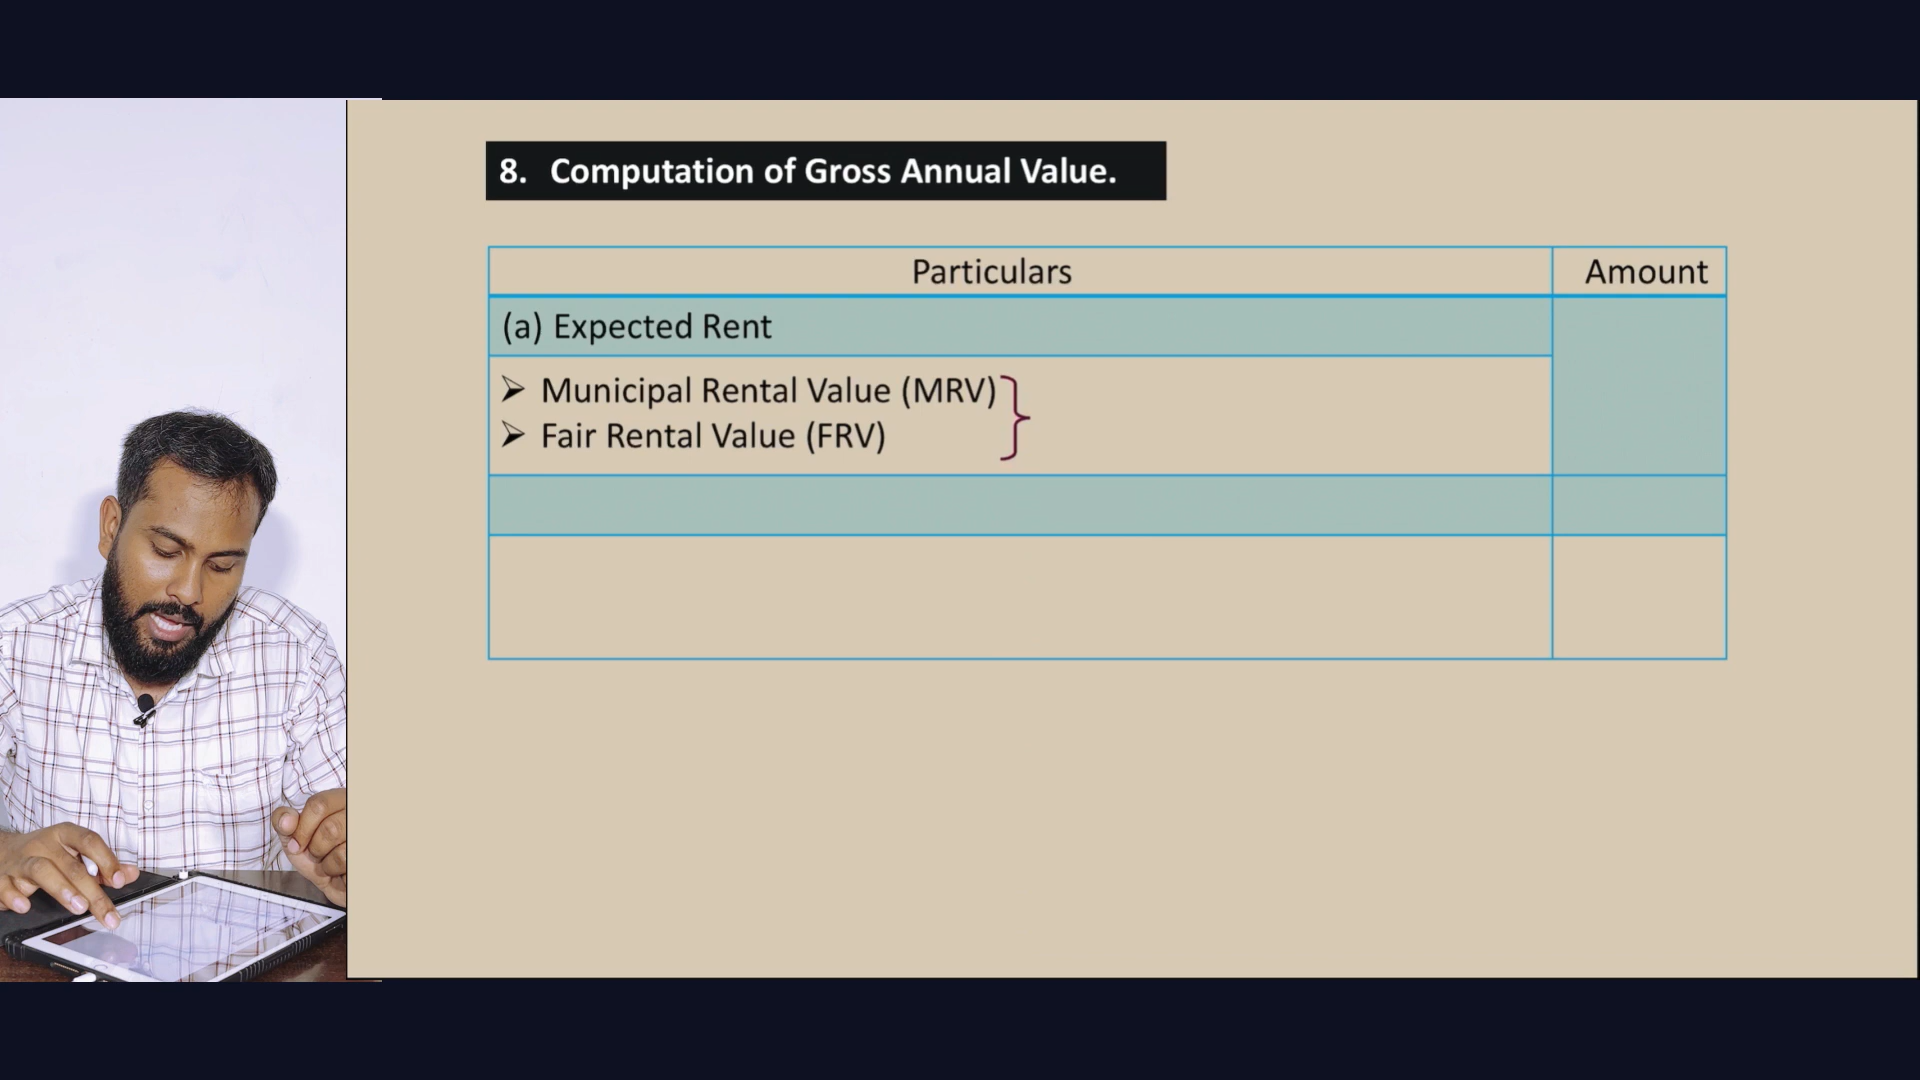 8. Computation of Gross Annual Value.
Particulars Amount
(a) Expected Rent
➢ Municipal Rental Value (MRV)
➢ Fair Rental Value (FRV)